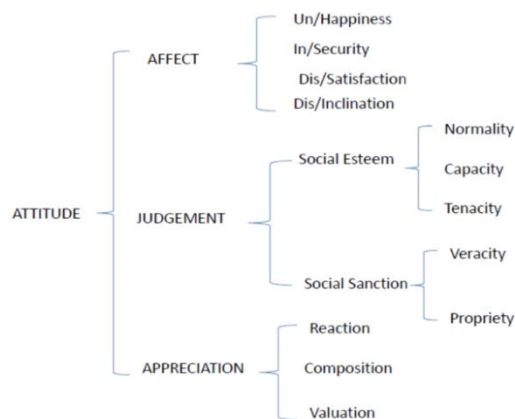 Un/Happiness
AFFECT
In/Security
Dis/Satisfaction
Dis/Inclination
Normality
Social Esteem
Capacity
ATTITUDE
JUDGEMENT
Tenacity
Veracity
Social Sanction
Propriety
Reaction
APPRECIATION
Composition
Valuation